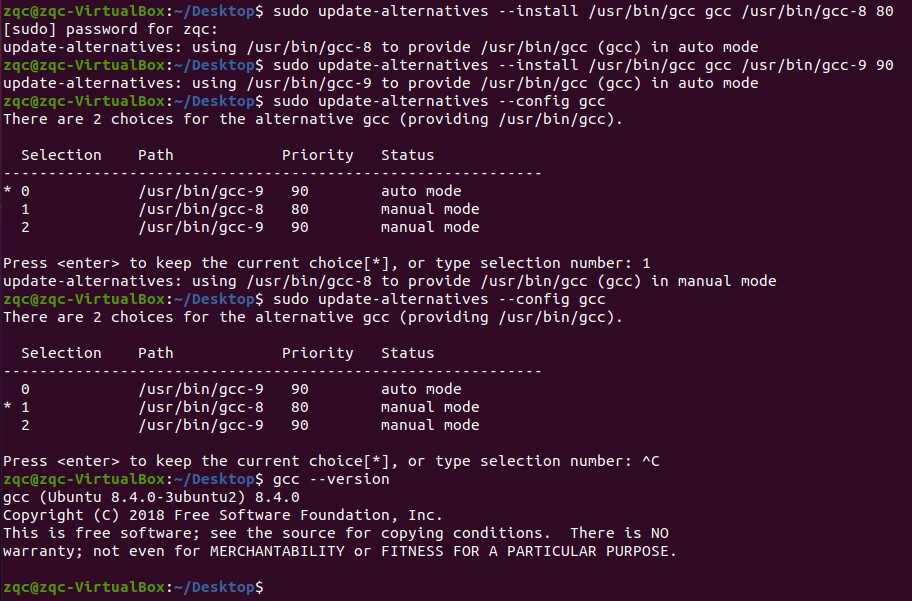 zqc@zqc-VirtualBox:~/Desktop$ sudo update-alternatives --install /usr/bin/gcc gcc /usr/bin/gcc-8 80
[sudo] password for zqc:
update-alternatives: using /usr/bin/gcc-8 to provide /usr/bin/gcc (gcc) in auto mode
zqc@zqc-VirtualBox:~/Desktop$ sudo update-alternatives --install /usr/bin/gcc gcc /usr/bin/gcc-9 90
update-alternatives: using /usr/bin/gcc-9 to provide /usr/bin/gcc (gcc) in auto mode
zqc@zqc-VirtualBox:~/Desktop$ sudo update-alternatives --config gcc
There are 2 choices for the alternative gcc (providing /usr/bin/gcc).

  Selection    Path            Priority   Status
------------------------------------------------------------
* 0            /usr/bin/gcc-9   90        auto mode
  1            /usr/bin/gcc-8   80        manual mode
  2            /usr/bin/gcc-9   90        manual mode

Press <enter> to keep the current choice[*], or type selection number: 1
update-alternatives: using /usr/bin/gcc-8 to provide /usr/bin/gcc (gcc) in manual mode
zqc@zqc-VirtualBox:~/Desktop$ sudo update-alternatives --config gcc
There are 2 choices for the alternative gcc (providing /usr/bin/gcc).

  Selection    Path            Priority   Status
------------------------------------------------------------
  0            /usr/bin/gcc-9   90        auto mode
* 1            /usr/bin/gcc-8   80        manual mode
  2            /usr/bin/gcc-9   90        manual mode

Press <enter> to keep the current choice[*], or type selection number: ^C
zqc@zqc-VirtualBox:~/Desktop$ gcc --version
gcc (Ubuntu 8.4.0-3ubuntu2) 8.4.0
Copyright (C) 2018 Free Software Foundation, Inc.
This is free software; see the source for copying conditions.  There is NO
warranty; not even for MERCHANTABILITY or FITNESS FOR A PARTICULAR PURPOSE.

zqc@zqc-VirtualBox:~/Desktop$